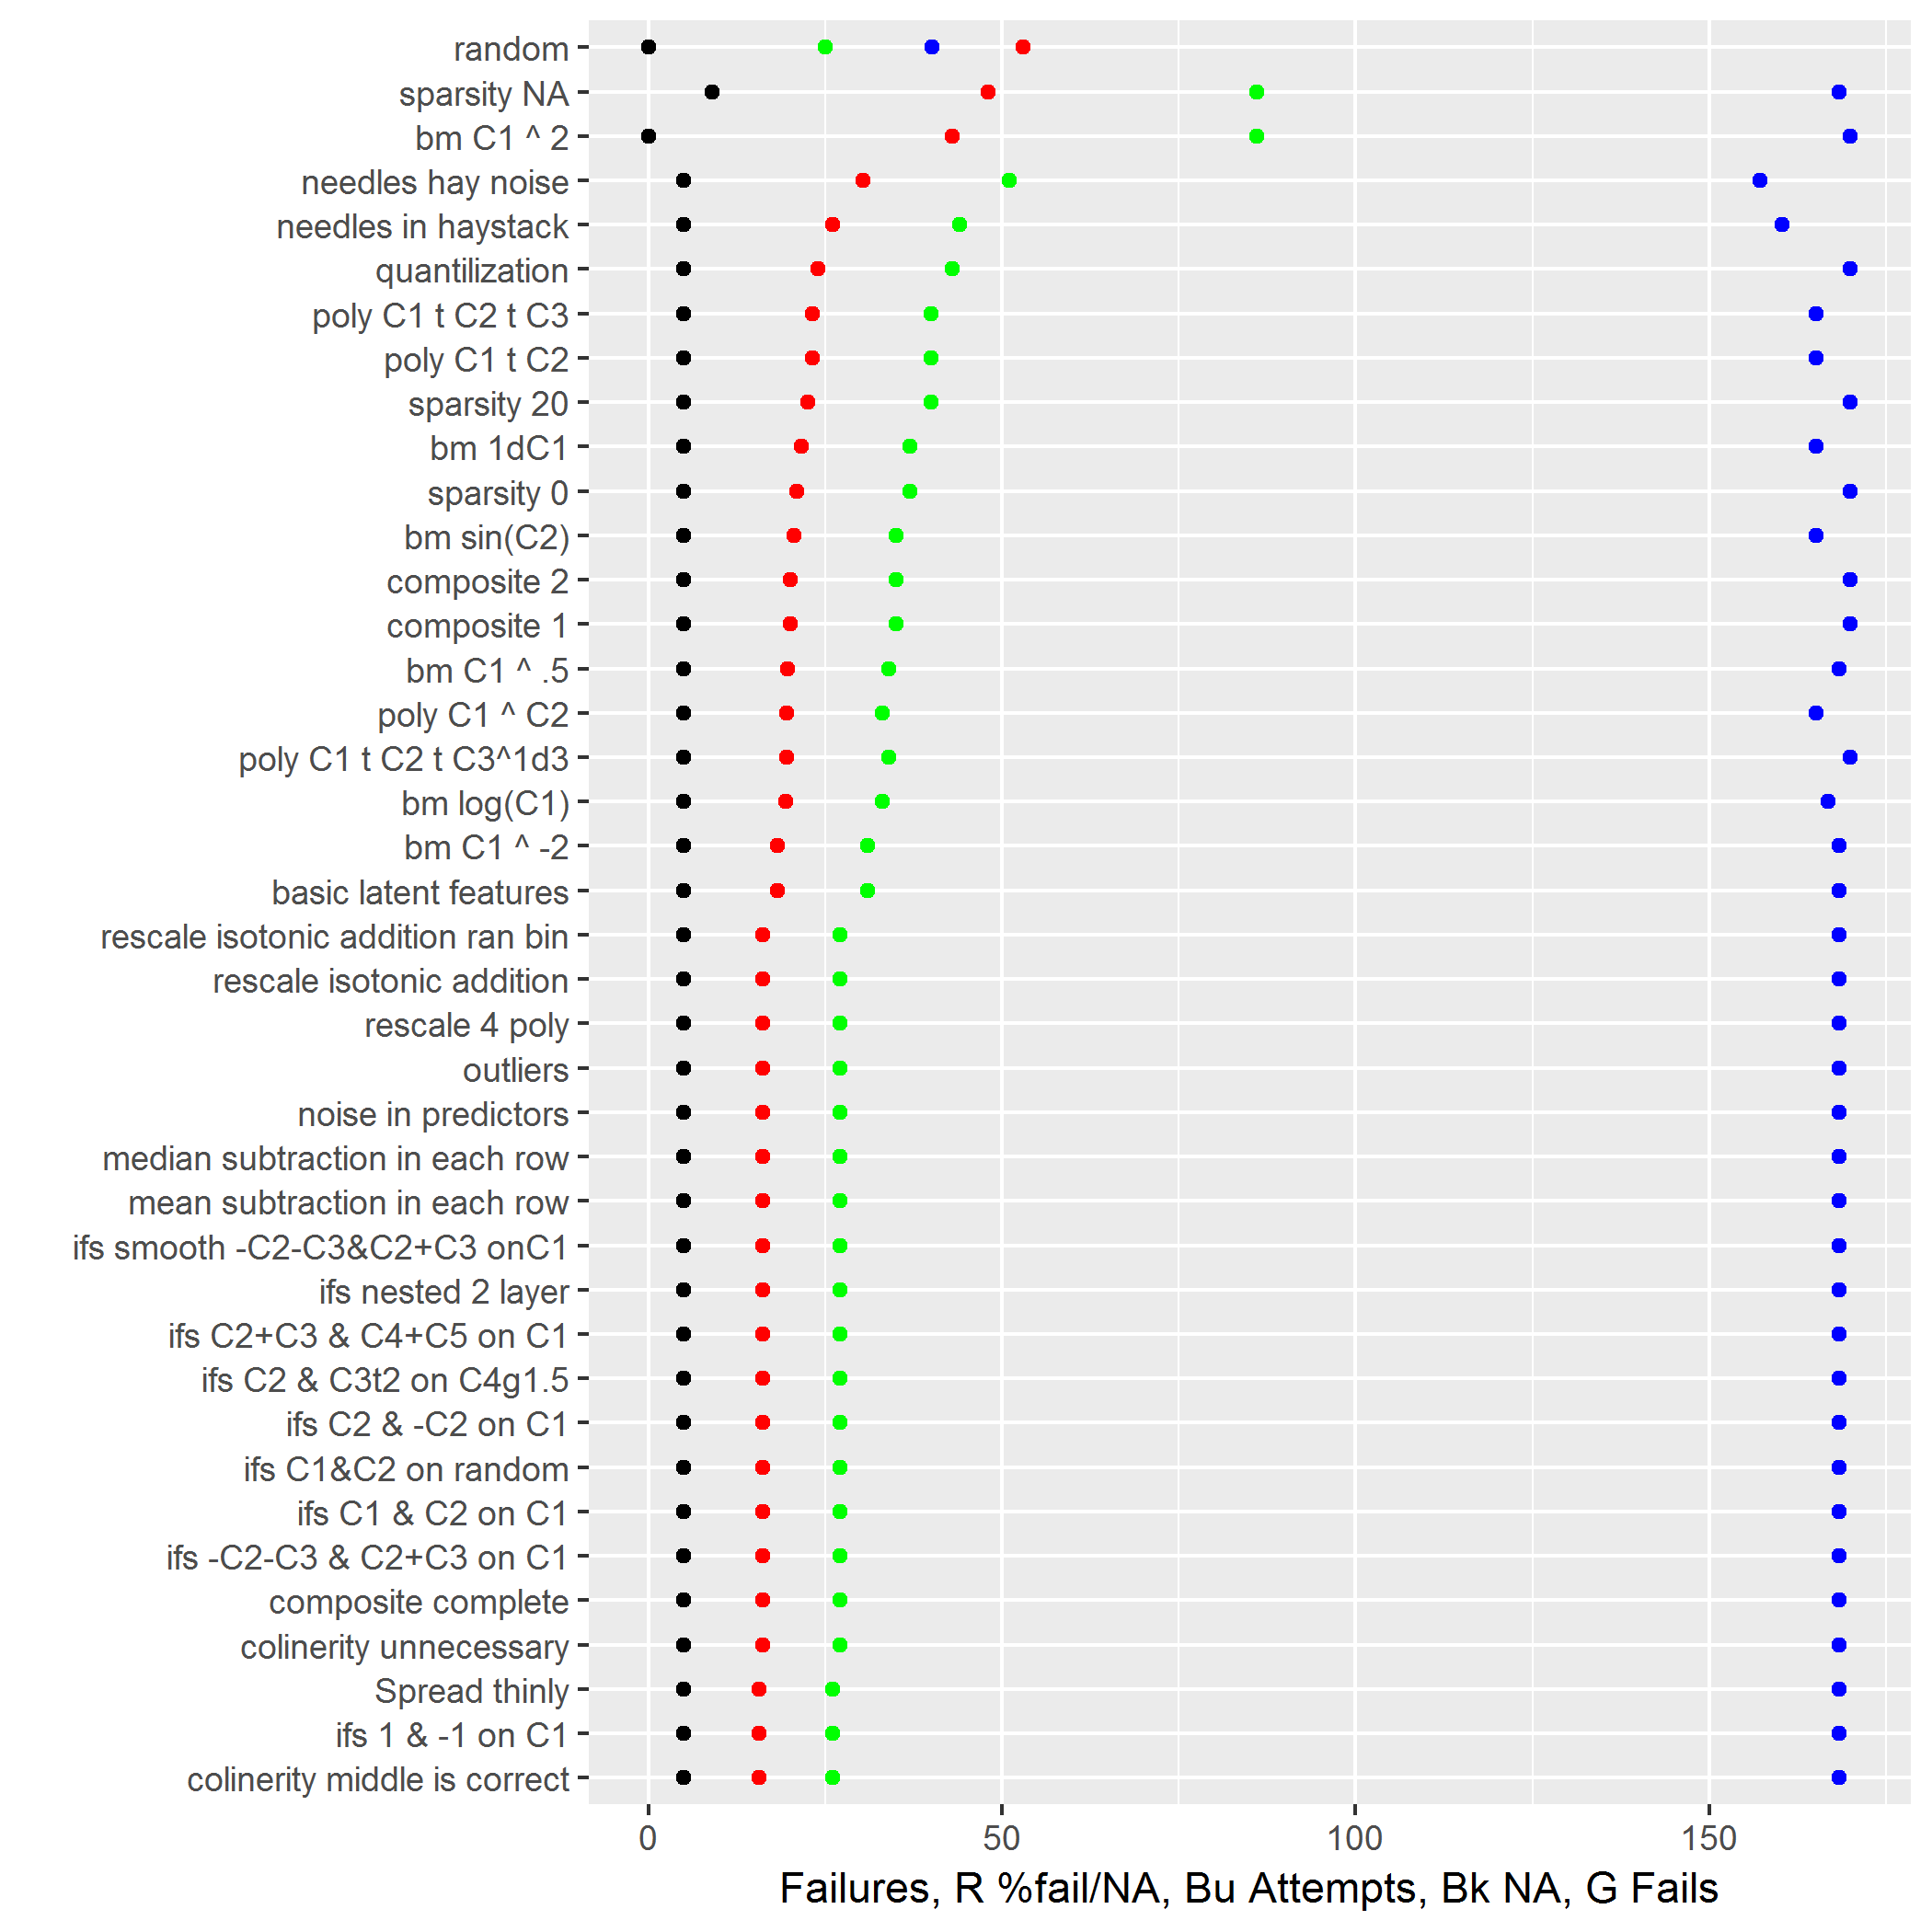 random
sparsity NA
bm C1 ^ 2
needles hay noise
needles in haystack
quantilization
poly C1 t C2 t C3
poly C1 t C2
sparsity 20
bm 1dC1
sparsity 0
bm sin(C2)
composite 2
composite 1
bm C1 ^ .5
poly C1 ^ C2
poly C1 t C2 t C3^1d3
bm log(C1)
bm C1 ^ -2
basic latent features
rescale isotonic addition ran bin
rescale isotonic addition
rescale 4 poly
outliers
noise in predictors
median subtraction in each row
mean subtraction in each row
ifs smooth -C2-C3&C2+C3 onC1
ifs nested 2 layer
ifs C2+C3 & C4+C5 on C1
ifs C2 & C3t2 on C4g1.5
ifs C2 & -C2 on C1
ifs C1&C2 on random
ifs C1 & C2 on C1
ifs -C2-C3 & C2+C3 on C1
composite complete
colinerity unnecessary
Spread thinly
ifs 1 & -1 on C1
colinerity middle is correct
0 50 100 150
Failures, R %fail/NA, Bu Attempts, Bk NA, G Fails